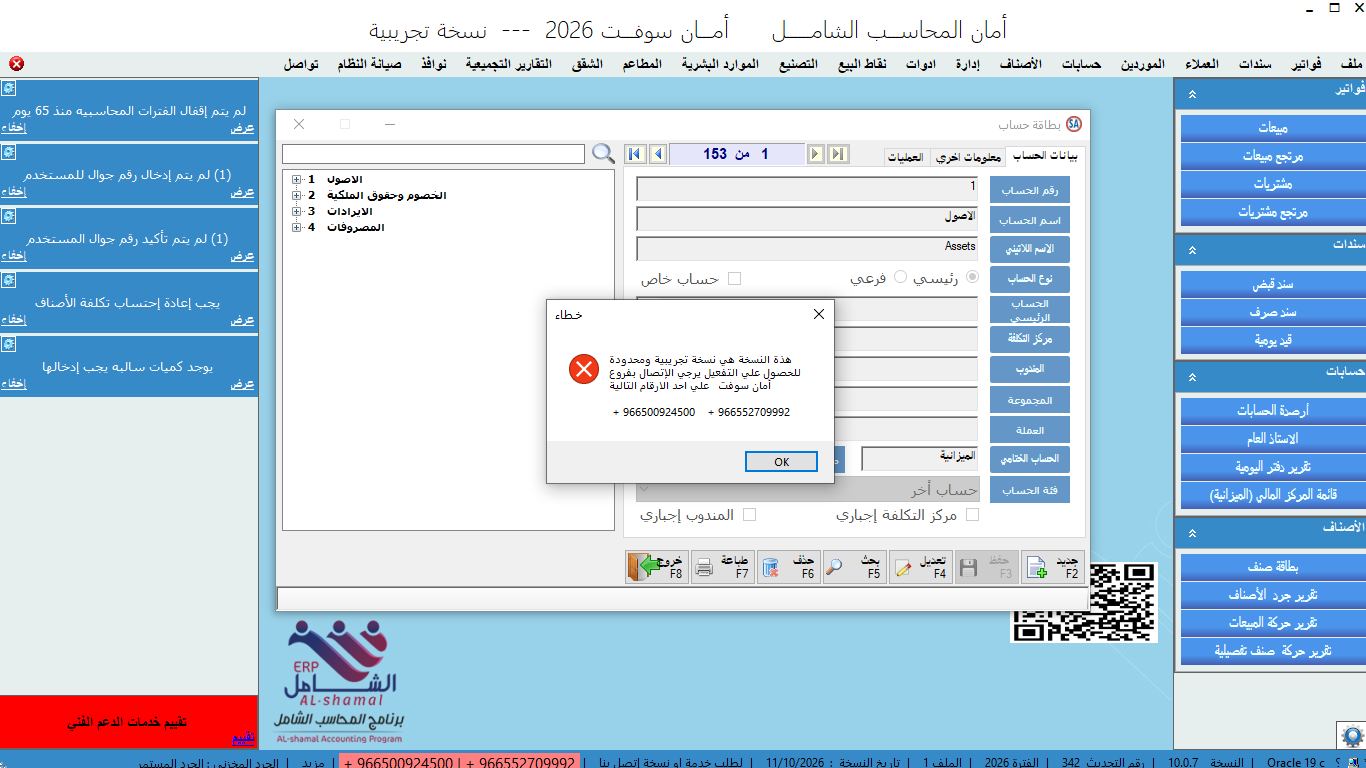 أمان المحاســب الشامــــل أمــان سوفــت 2026 --- نسخة تجريبية
ملف فواتير سندات العملاء الموردين حسابات الأصناف إدارة ادوات نقاط البيع التصنيع الموارد البشرية المطاعم الشقق التقارير التجميعية نوافذ صيانة النظام تواصل
فواتير
مبيعات
مرتجع مبيعات
مشتريات
مرتجع مشتريات
سندات
سند قبض
سند صرف
قيد يومية
حسابات
أرصدة الحسابات
الاستاذ العام
تقرير دفتر اليومية
قائمة المركز المالي (الميزانية)
الأصناف
بطاقة صنف
تقرير جرد الأصناف
تقرير حركة المبيعات
تقرير حركة صنف تفصيلية
بطاقة حساب
SA
بيانات الحساب معلومات اخري العمليات
1 من 153
رقم الحساب 1
اسم الحساب الاصول
الاسم اللاتيني Assets
نوع الحساب رئيسي فرعي حساب خاص
الحساب الرئيسي
مركز التكلفة
المندوب
المجموعة
العملة
الحساب الختامي الميزانية
فئة الحساب حساب أخر
مركز التكلفة إجباري المندوب إجباري
1 الاصول
2 الخصوم وحقوق الملكية
3 الايرادات
4 المصروفات
جديد F2
حفظ F3
تعديل F4
بحث F5
حذف F6
طباعة F7
خروج F8
خطاء
هذة النسخة هي نسخة تجريبية ومحدودة
للحصول علي التفعيل يرجي الإتصال بفروع
أمان سوفت علي احد الارقام التالية
+ 966500924500 + 966552709992
OK
لم يتم إقفال الفترات المحاسبيه منذ 65 يوم
عرض إخفاء
(1) لم يتم إدخال رقم جوال للمستخدم
عرض إخفاء
(1) لم يتم تأكيد رقم جوال المستخدم
عرض إخفاء
يجب إعادة إحتساب تكلفة الأصناف
عرض إخفاء
يوجد كميات سالبه يجب إدخالها
عرض إخفاء
تقييم خدمات الدعم الفني
تقييم
ERP
الشامل
AL-shamal
برنامج المحاسب الشامل
AL-shamal Accounting Program
Oracle 19 c | النسخة 10.0.7 | رقم التحديث 342 | الفترة 2026 | الملف 1 | تاريخ النسخة : 11/10/2026 | لطلب خدمة او نسخة إتصل بنا | + 966500924500 | + 966552709992 | مزيد | الجرد المخزني : الجرد المستمر